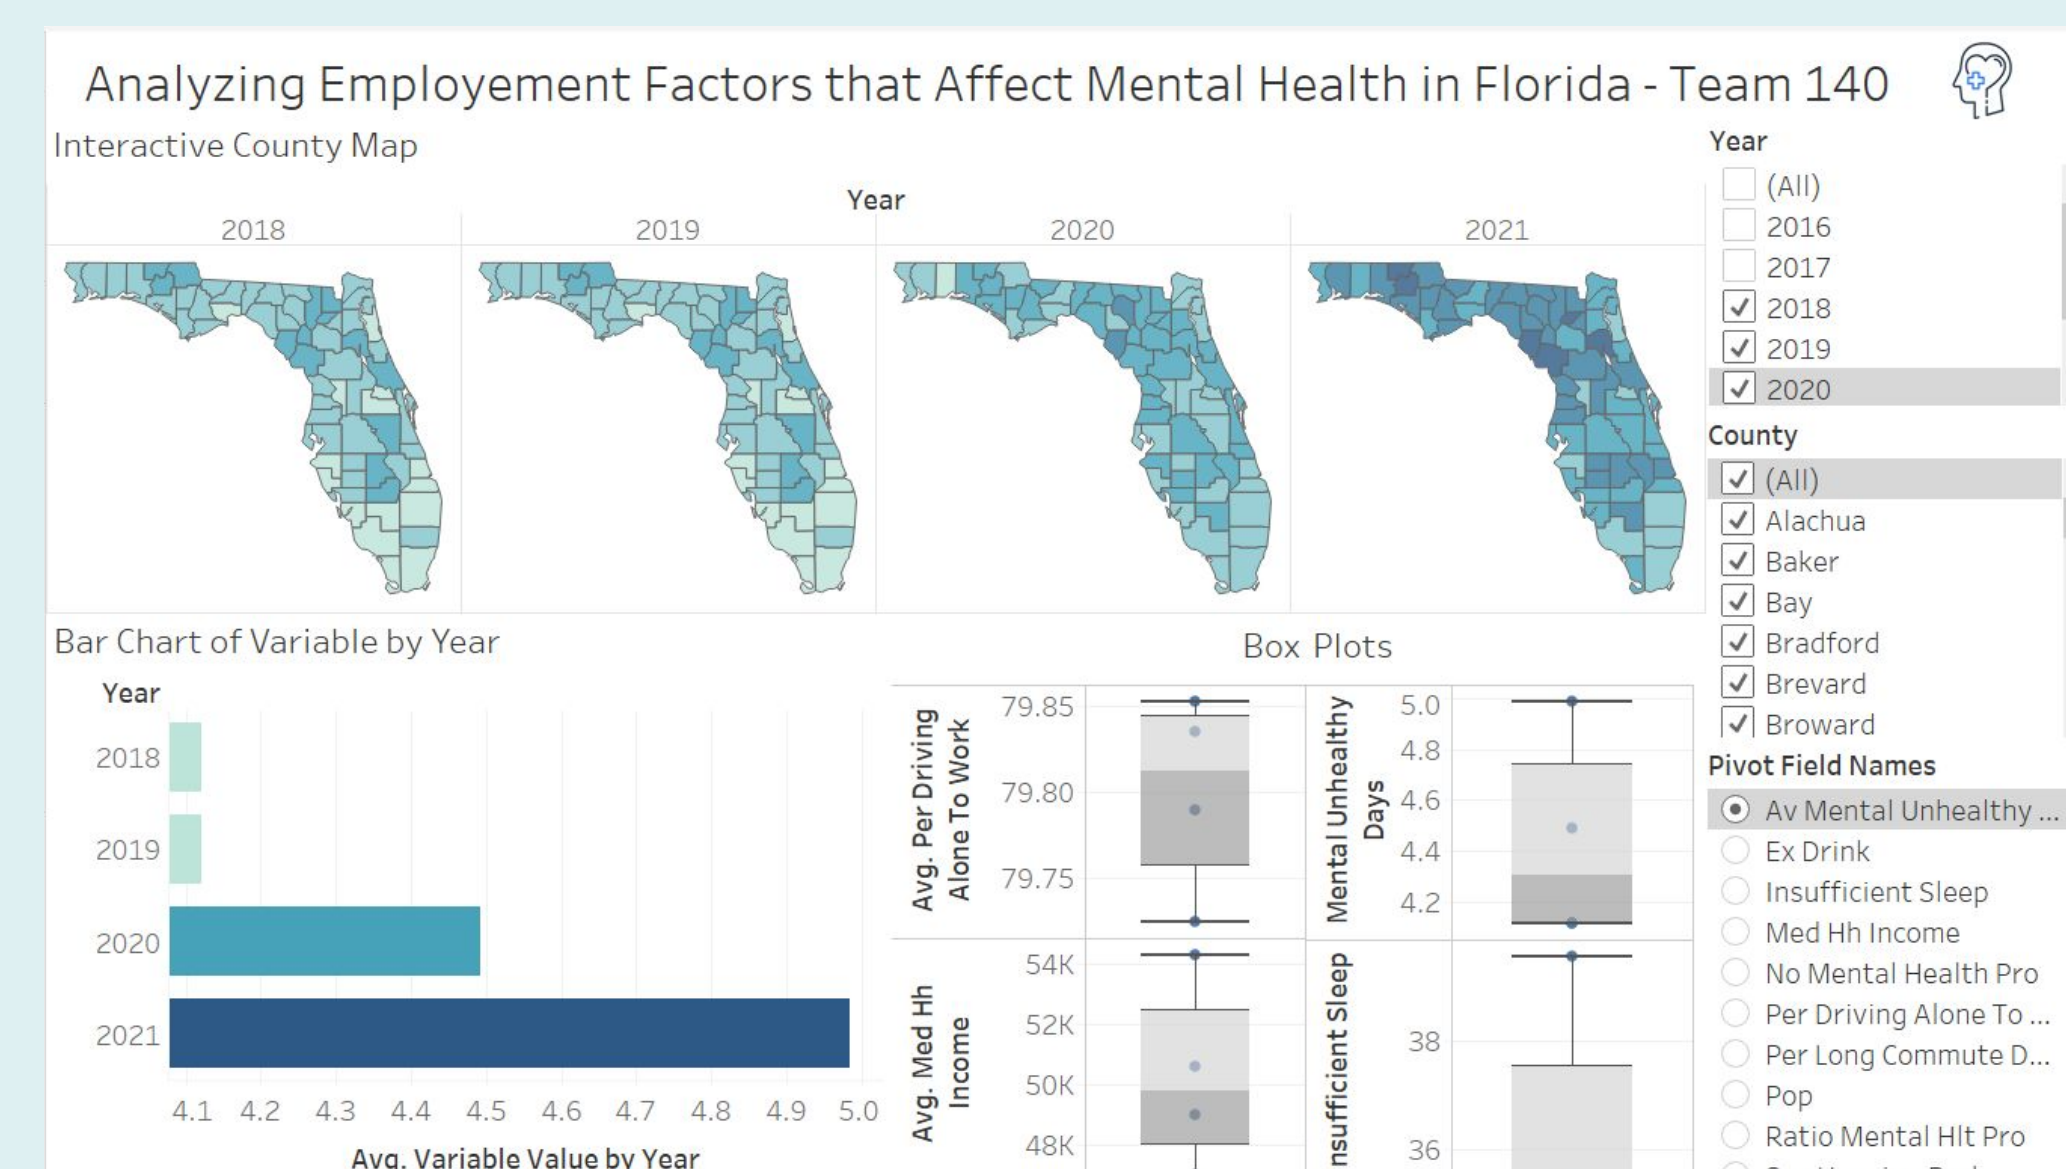 Analyzing Employement Factors that Affect Mental Health in Florida - Team 140
Interactive County Map
Year
2018 2019 2020 2021
Year
(All)
2016
2017
2018
2019
2020
County
(All)
Alachua
Baker
Bay
Bradford
Brevard
Broward
Pivot Field Names
Av Mental Unhealthy ...
Ex Drink
Insufficient Sleep
Med Hh Income
No Mental Health Pro
Per Driving Alone To ...
Per Long Commute D...
Pop
Ratio Mental Hlt Pro
Bar Chart of Variable by Year
Year
2018
2019
2020
2021
4.1 4.2 4.3 4.4 4.5 4.6 4.7 4.8 4.9 5.0
Avg. Variable Value by Year
Box Plots
Avg. Per Driving
Alone To Work
79.85
79.80
79.75
Mental Unhealthy
Days
5.0
4.8
4.6
4.4
4.2
Avg. Med Hh
Income
54K
52K
50K
48K
nsufficient Sleep
38
36